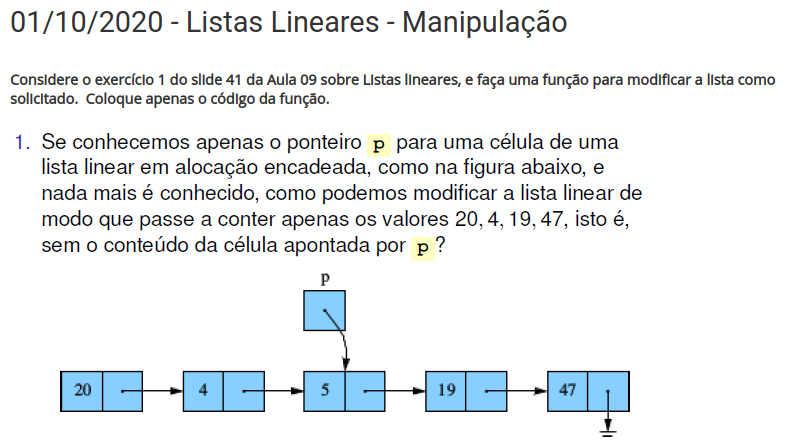 01/10/2020 - Listas Lineares - Manipulação
Considere o exercício 1 do slide 41 da Aula 09 sobre Listas lineares, e faça uma função para modificar a lista como
solicitado. Coloque apenas o código da função.
1. Se conhecemos apenas o ponteiro p para uma célula de uma
lista linear em alocação encadeada, como na figura abaixo, e
nada mais é conhecido, como podemos modificar a lista linear de
modo que passe a conter apenas os valores 20, 4, 19, 47, isto é,
sem o conteúdo da célula apontada por p?
p
20 4 5 19 47